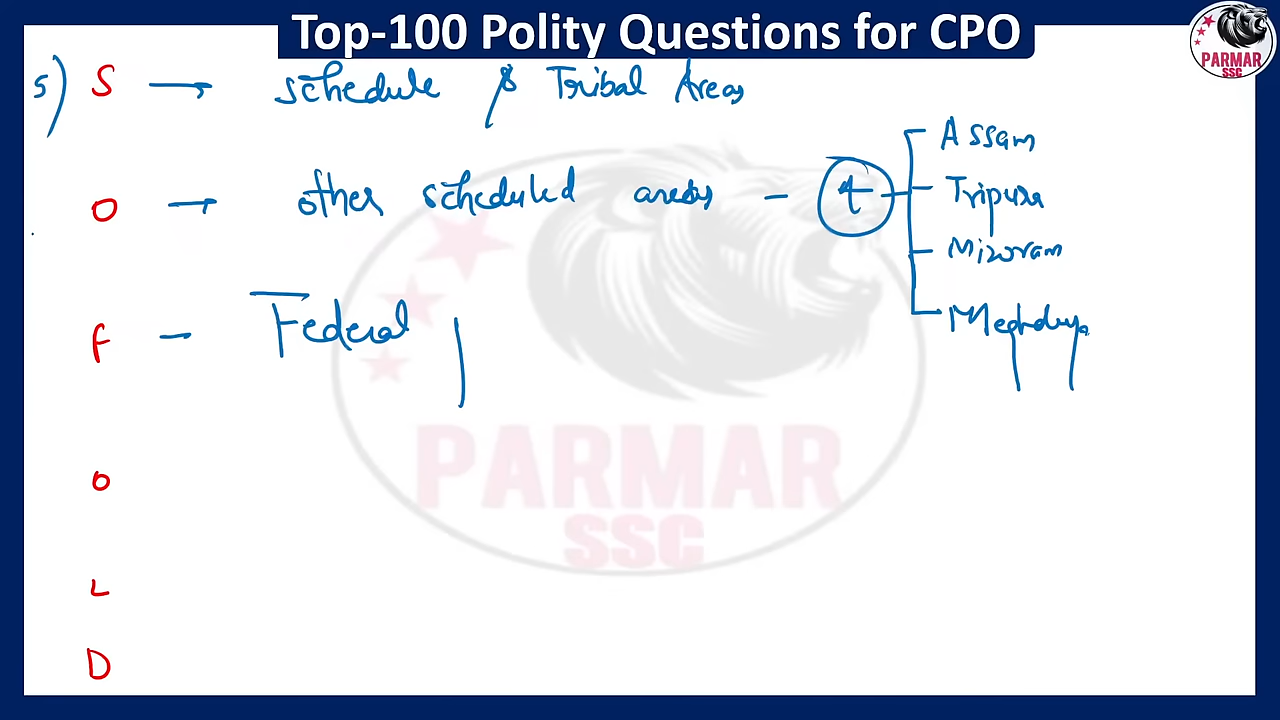 Top-100 Polity Questions for CPO
PARMAR
SSC
5) S → schedule & Tribal Areas
O → other scheduled areas - 4
Assam
Tripura
Mizoram
F - Federal
O
L
D
PARMAR
SSC